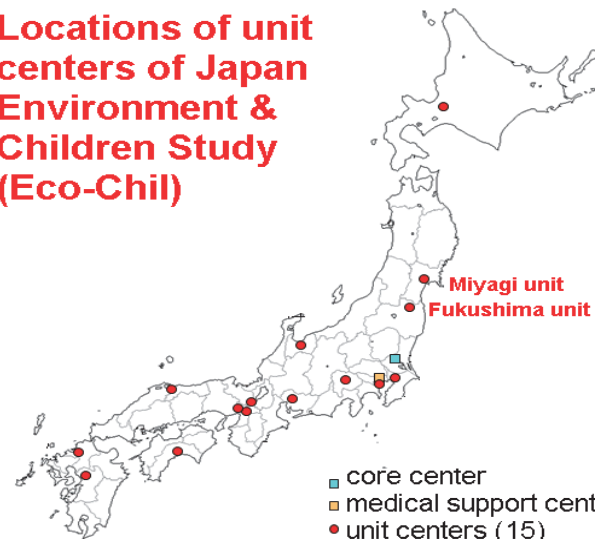 Locations of unit
centers of Japan
Environment &
Children Study
(Eco-Chil)
Miyagi unit
Fukushima unit
core center
medical support cent
unit centers (15)